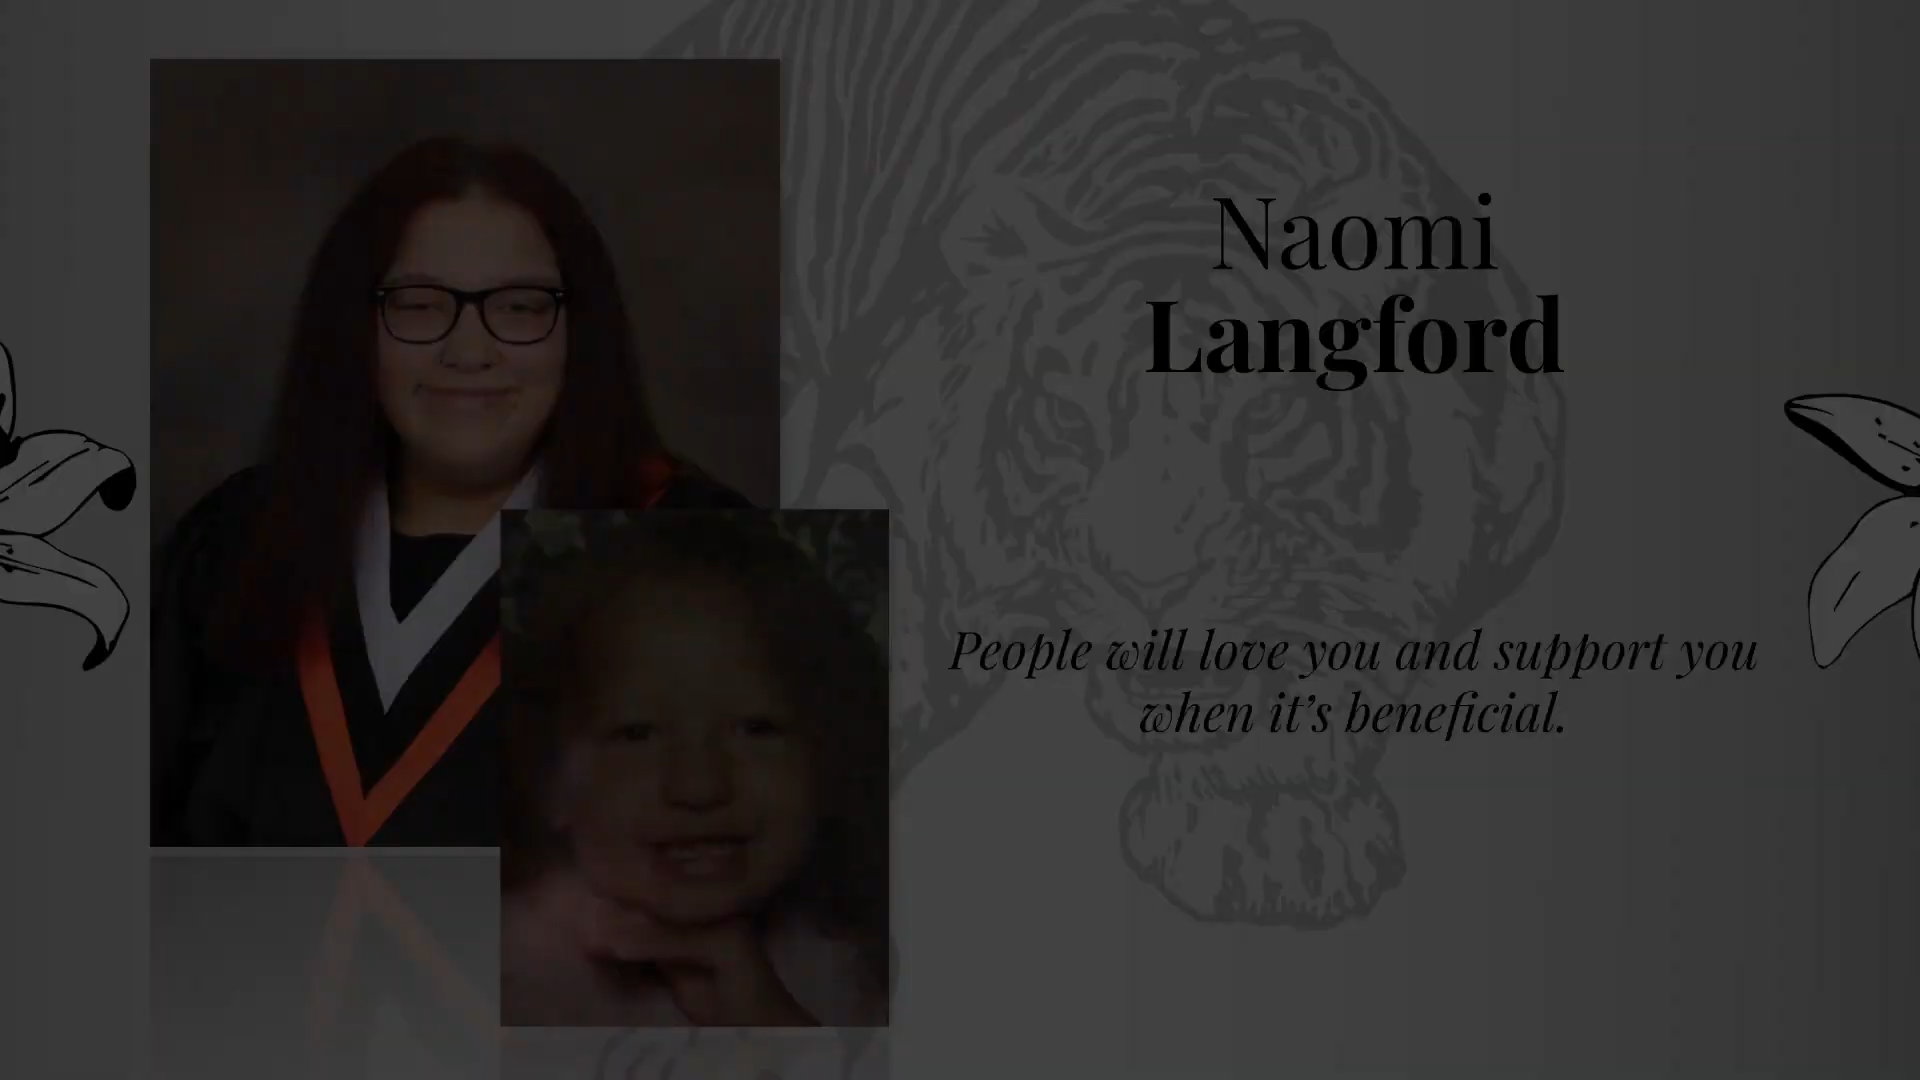 Naomi
Langford
People will love you and support you
when it’s beneficial.